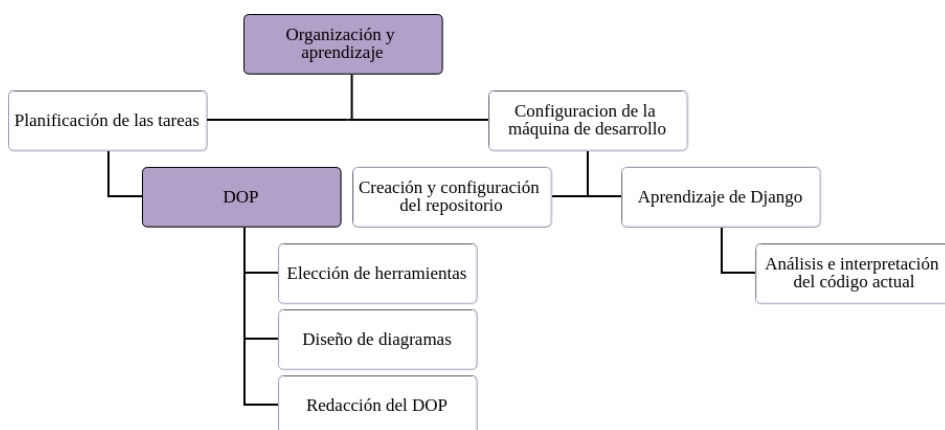 Organización y
aprendizaje
Planificación de las tareas
Configuracion de la
máquina de desarrollo
DOP
Creación y configuración
del repositorio
Aprendizaje de Django
Elección de herramientas
Análisis e interpretación
del código actual
Diseño de diagramas
Redacción del DOP